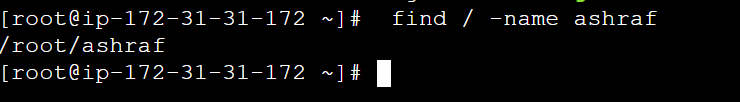 [root@ip-172-31-31-172 ~]#  find / -name ashraf
/root/ashraf
[root@ip-172-31-31-172 ~]#